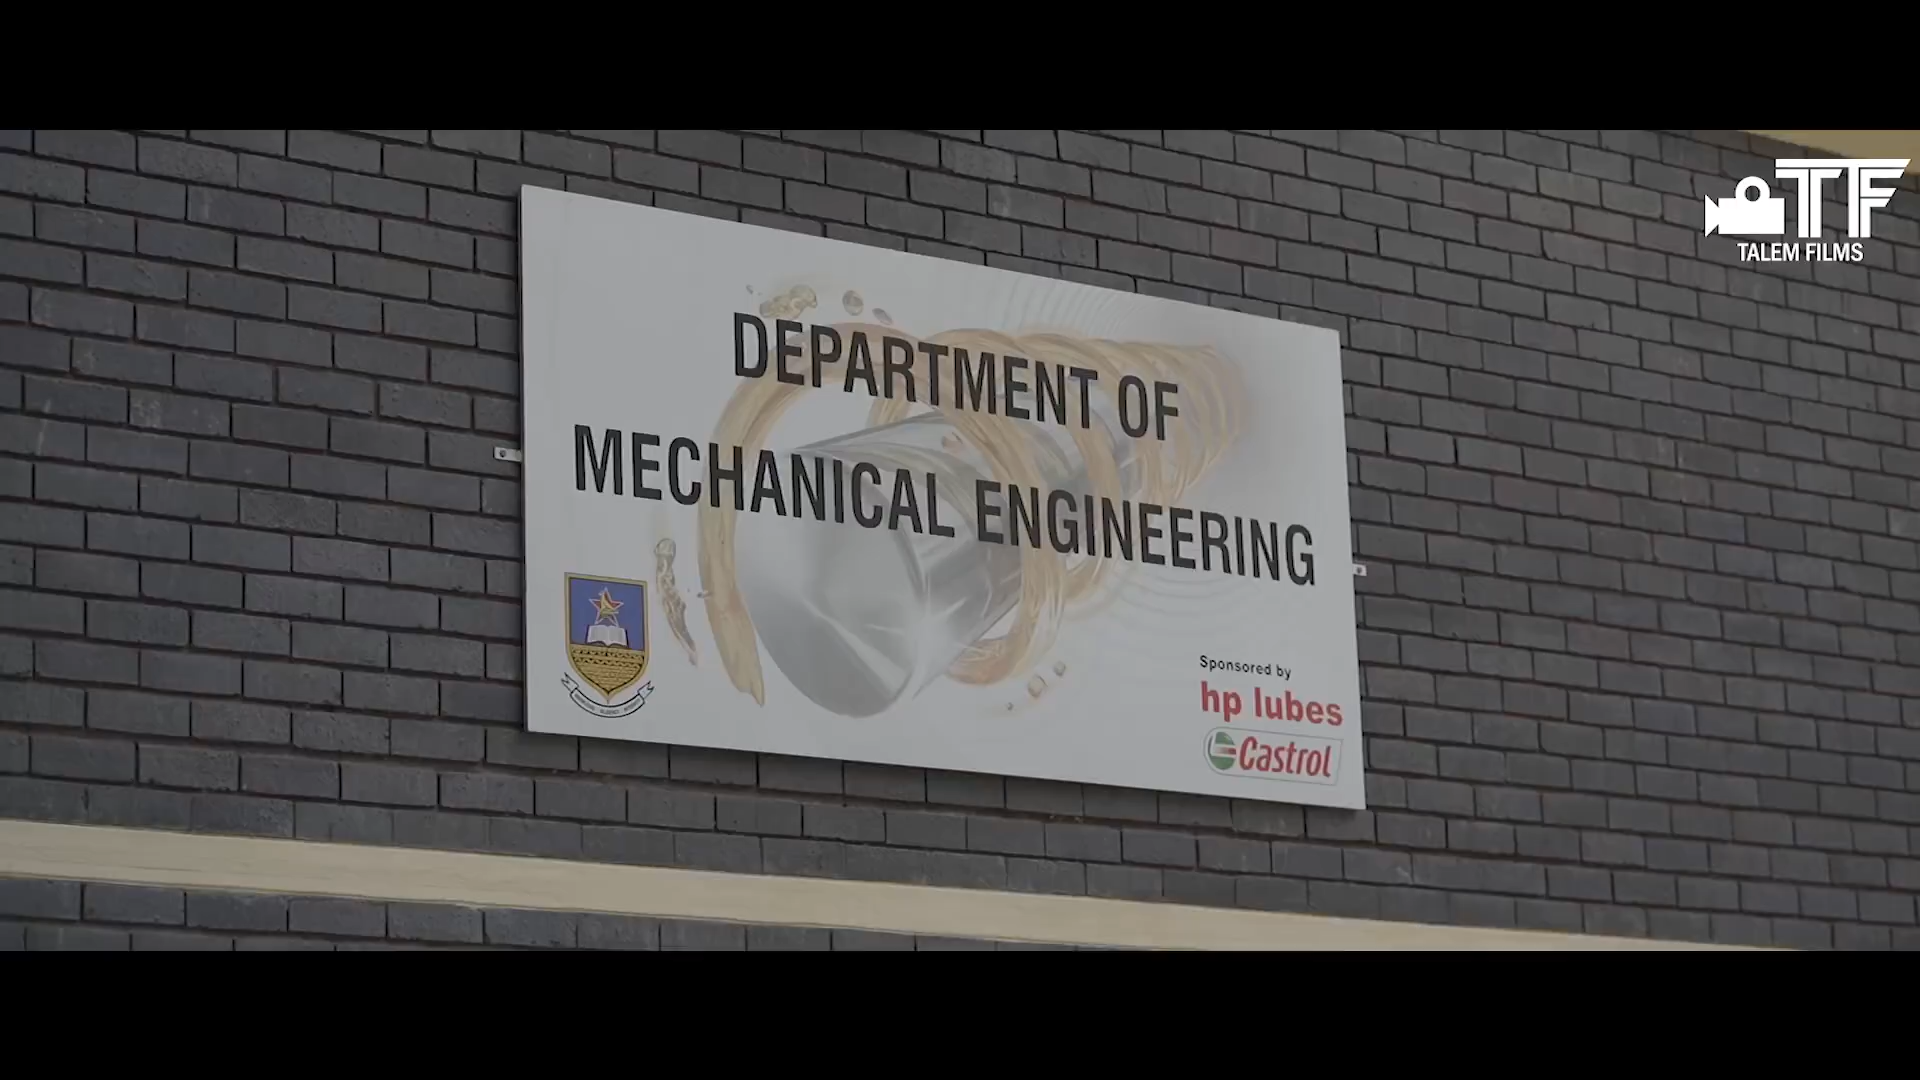 TF
TALEM FILMS
DEPARTMENT OF
MECHANICAL ENGINEERING
Sponsored by
hp lubes
Castrol